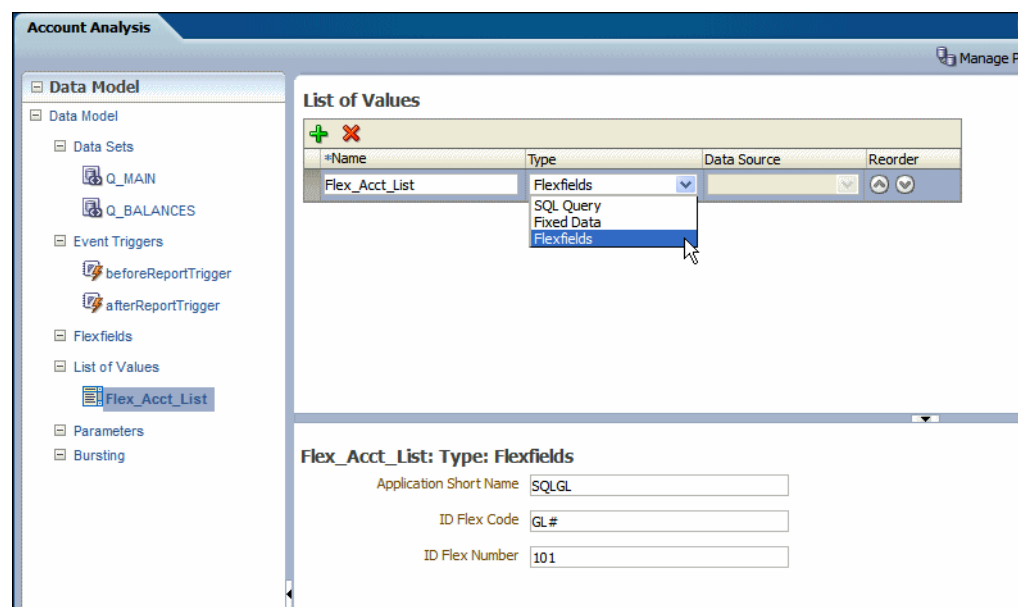 Account Analysis
Manage P
Data Model
Data Model
Data Sets
Q_MAIN
Q_BALANCES
Event Triggers
beforeReportTrigger
afterReportTrigger
Flexfields
List of Values
Flex_Acct_List
Parameters
Bursting
List of Values
*Name Type Data Source Reorder
Flex_Acct_List Flexfields
SQL Query
Fixed Data
Flexfields
Flex_Acct_List: Type: Flexfields
Application Short Name SQLGL
ID Flex Code GL#
ID Flex Number 101